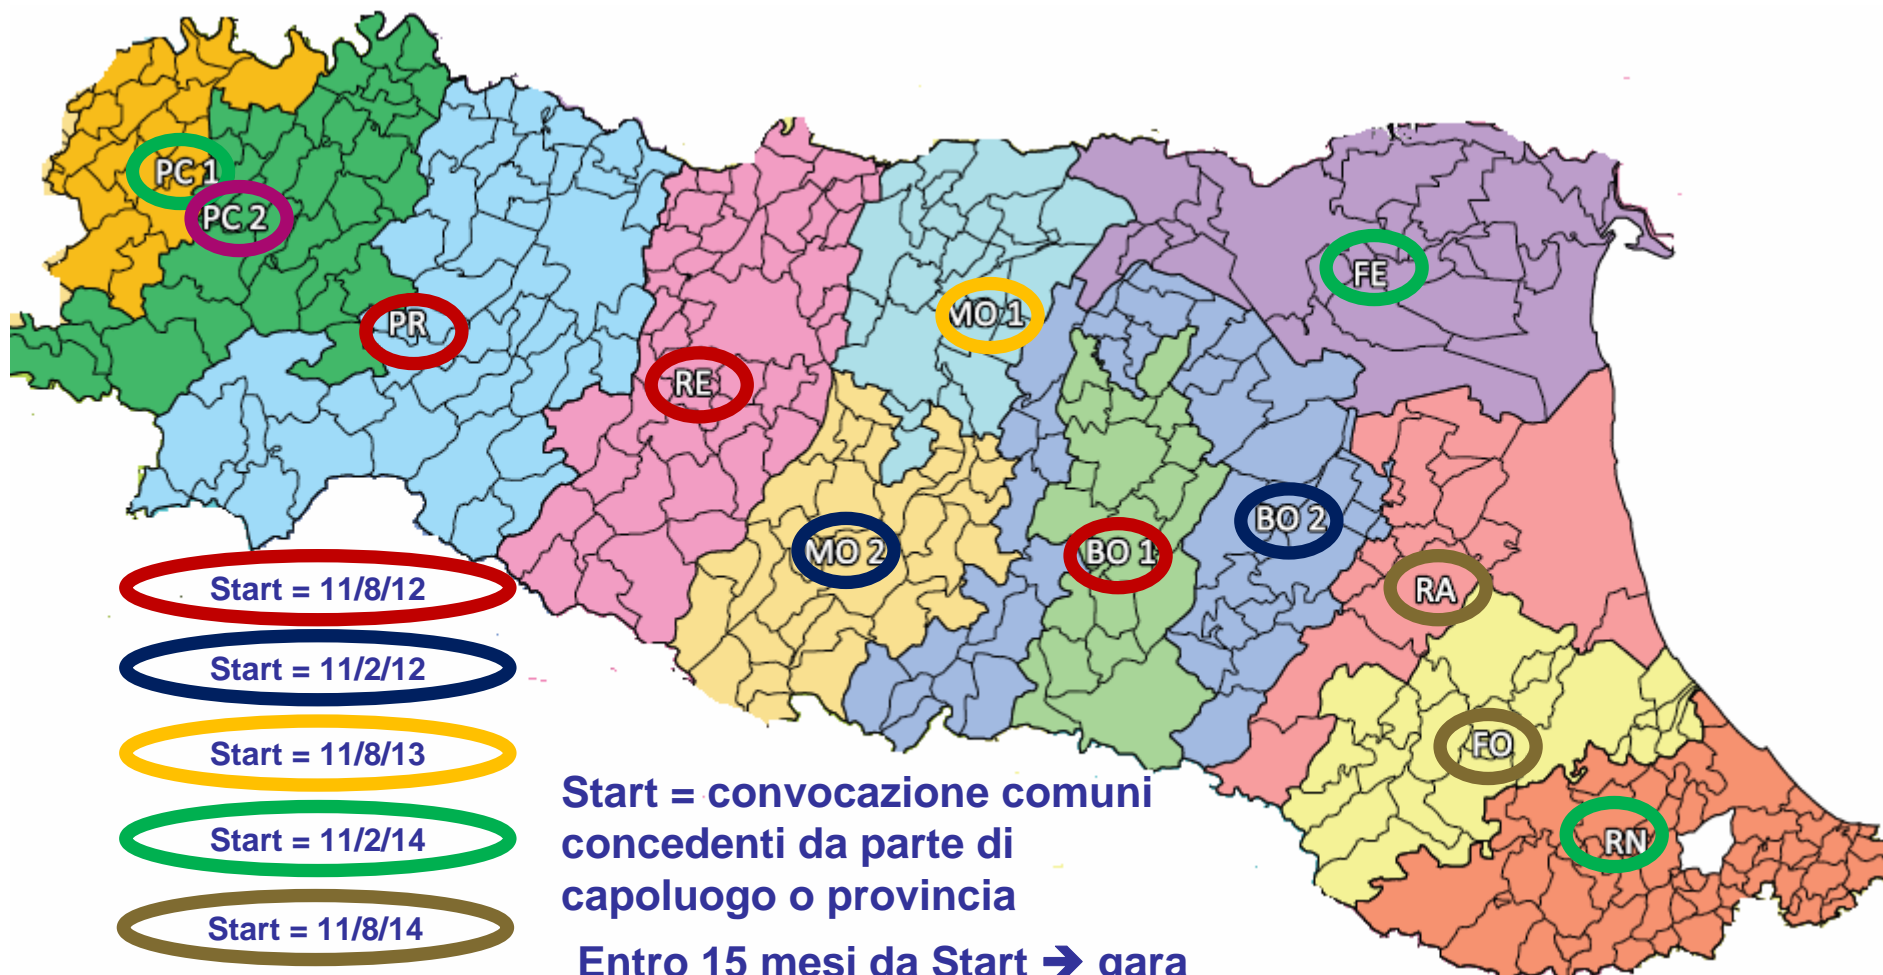 PC 1
PC 2
PR
RE
MO 1
FE
MO 2
BO 1
BO 2
RA
FO
RN
Start = 11/8/12
Start = 11/2/12
Start = 11/8/13
Start = 11/2/14
Start = 11/8/14
Start = convocazione comuni
concedenti da parte di
capoluogo o provincia
Entro 15 mesi da Start ➔ gara